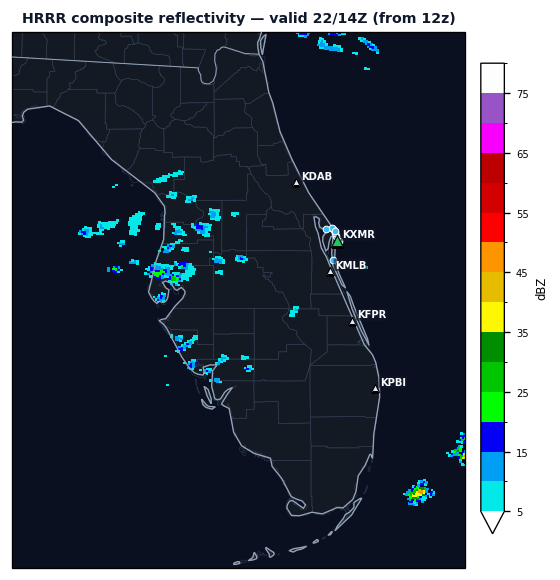 HRRR composite reflectivity — valid 22/14Z (from 12z)
KDAB
KXMR
KMLB
KFPR
KPBI
75
65
55
45
35
25
15
5
dBZ